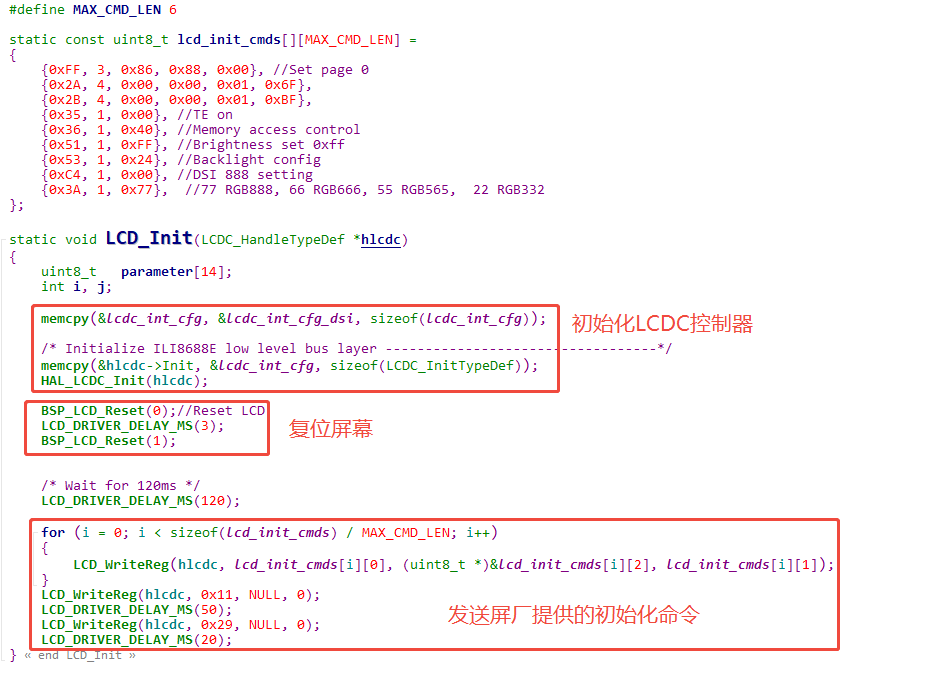 #define MAX_CMD_LEN 6
static const uint8_t lcd_init_cmds[][MAX_CMD_LEN] =
{
    {0xFF, 3, 0x86, 0x88, 0x00}, //Set page 0
    {0x2A, 4, 0x00, 0x00, 0x01, 0x6F},
    {0x2B, 4, 0x00, 0x00, 0x01, 0xBF},
    {0x35, 1, 0x00}, //TE on
    {0x36, 1, 0x40}, //Memory access control
    {0x51, 1, 0xFF}, //Brightness set 0xff
    {0x53, 1, 0x24}, //Backlight config
    {0xC4, 1, 0x00}, //DSI 888 setting
    {0x3A, 1, 0x77},  //77 RGB888, 66 RGB666, 55 RGB565,  22 RGB332
};
static void LCD_Init(LCDC_HandleTypeDef *hlcdc)
{
    uint8_t   parameter[14];
    int i, j;
    memcpy(&lcdc_int_cfg, &lcdc_int_cfg_dsi, sizeof(lcdc_int_cfg));
初始化LCDC控制器
    /* Initialize ILI8688E low level bus layer ----------------------------------*/
    memcpy(&hlcdc->Init, &lcdc_int_cfg, sizeof(LCDC_InitTypeDef));
    HAL_LCDC_Init(hlcdc);
    BSP_LCD_Reset(0);//Reset LCD
    LCD_DRIVER_DELAY_MS(3);
    BSP_LCD_Reset(1);
复位屏幕
    /* Wait for 120ms */
    LCD_DRIVER_DELAY_MS(120);
    for (i = 0; i < sizeof(lcd_init_cmds) / MAX_CMD_LEN; i++)
    {
        LCD_WriteReg(hlcdc, lcd_init_cmds[i][0], (uint8_t *)&lcd_init_cmds[i][2], lcd_init_cmds[i][1]);
    }
    LCD_WriteReg(hlcdc, 0x11, NULL, 0);
    LCD_DRIVER_DELAY_MS(50);
    LCD_WriteReg(hlcdc, 0x29, NULL, 0);
    LCD_DRIVER_DELAY_MS(20);
发送屏厂提供的初始化命令
} « end LCD_Init »